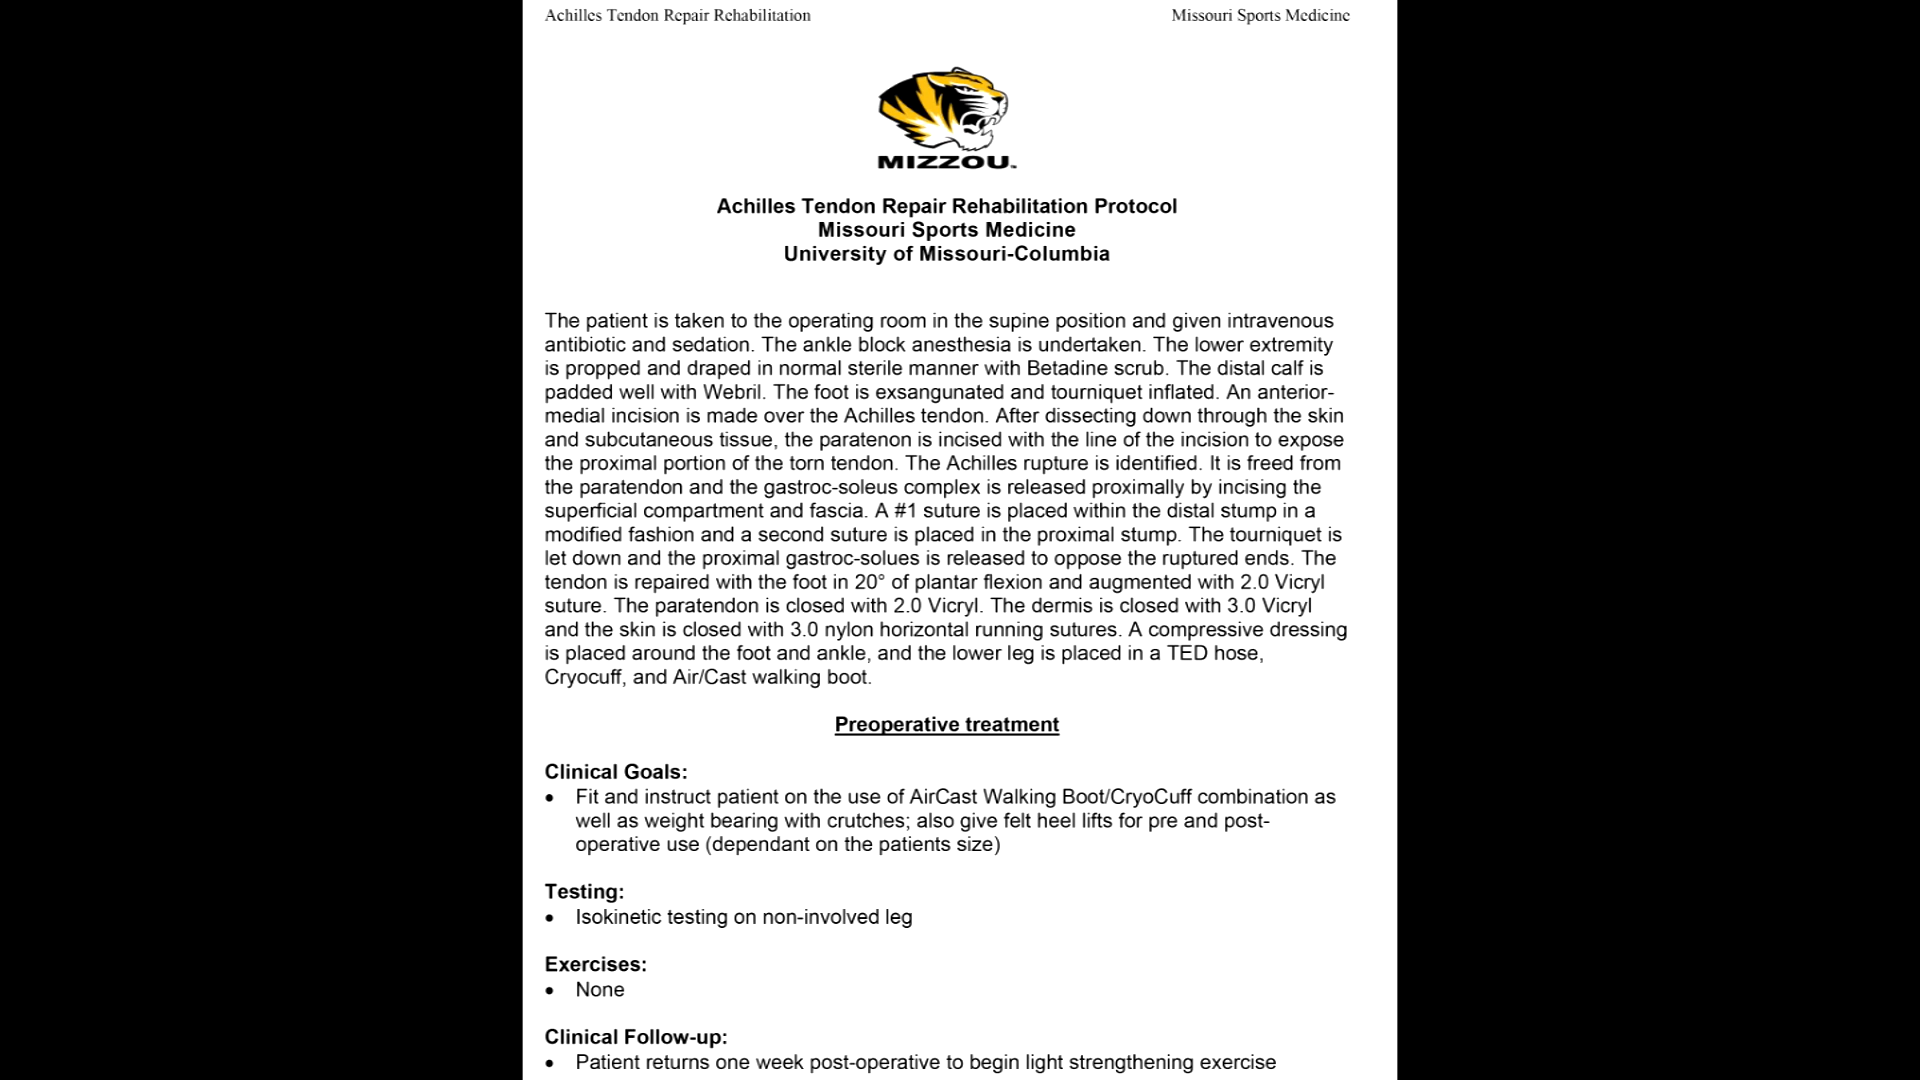 Achilles Tendon Repair Rehabilitation Missouri Sports Medicine
MIZZOU™
Achilles Tendon Repair Rehabilitation Protocol
Missouri Sports Medicine
University of Missouri-Columbia
The patient is taken to the operating room in the supine position and given intravenous
antibiotic and sedation. The ankle block anesthesia is undertaken. The lower extremity
is propped and draped in normal sterile manner with Betadine scrub. The distal calf is
padded well with Webril. The foot is exsangunated and tourniquet inflated. An anterior-
medial incision is made over the Achilles tendon. After dissecting down through the skin
and subcutaneous tissue, the paratenon is incised with the line of the incision to expose
the proximal portion of the torn tendon. The Achilles rupture is identified. It is freed from
the paratendon and the gastroc-soleus complex is released proximally by incising the
superficial compartment and fascia. A #1 suture is placed within the distal stump in a
modified fashion and a second suture is placed in the proximal stump. The tourniquet is
let down and the proximal gastroc-solues is released to oppose the ruptured ends. The
tendon is repaired with the foot in 20° of plantar flexion and augmented with 2.0 Vicryl
suture. The paratendon is closed with 2.0 Vicryl. The dermis is closed with 3.0 Vicryl
and the skin is closed with 3.0 nylon horizontal running sutures. A compressive dressing
is placed around the foot and ankle, and the lower leg is placed in a TED hose,
Cryocuff, and Air/Cast walking boot.
Preoperative treatment
Clinical Goals:
• Fit and instruct patient on the use of AirCast Walking Boot/CryoCuff combination as
well as weight bearing with crutches; also give felt heel lifts for pre and post-
operative use (dependant on the patients size)
Testing:
• Isokinetic testing on non-involved leg
Exercises:
• None
Clinical Follow-up:
• Patient returns one week post-operative to begin light strengthening exercise